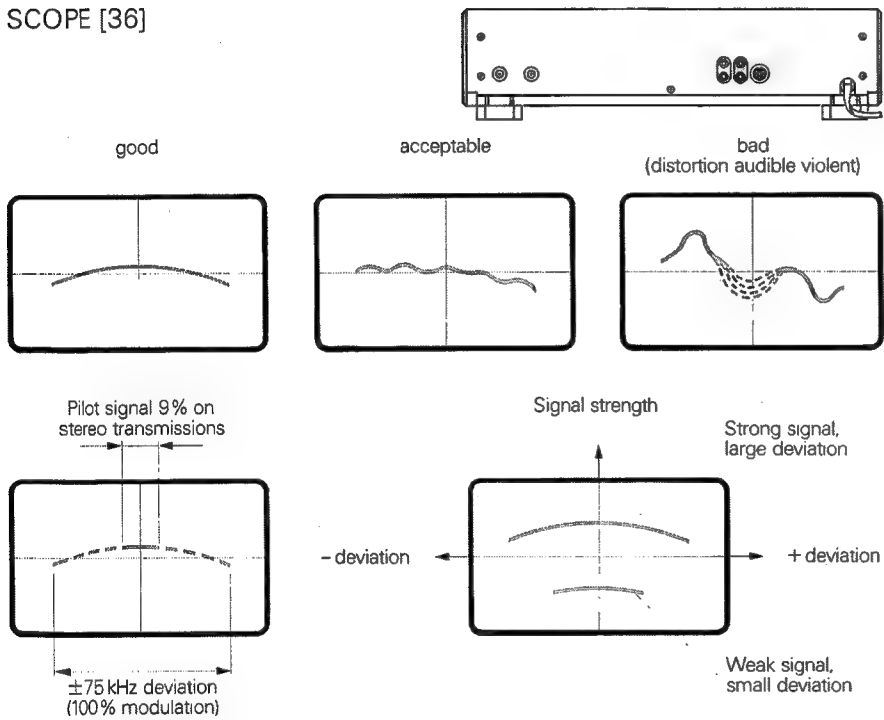 SCOPE [36]
good
acceptable
bad
(distortion audible violent)
Pilot signal 9% on
stereo transmissions
±75 kHz deviation
(100% modulation)
Signal strength
Strong signal,
large deviation
– deviation
+ deviation
Weak signal,
small deviation